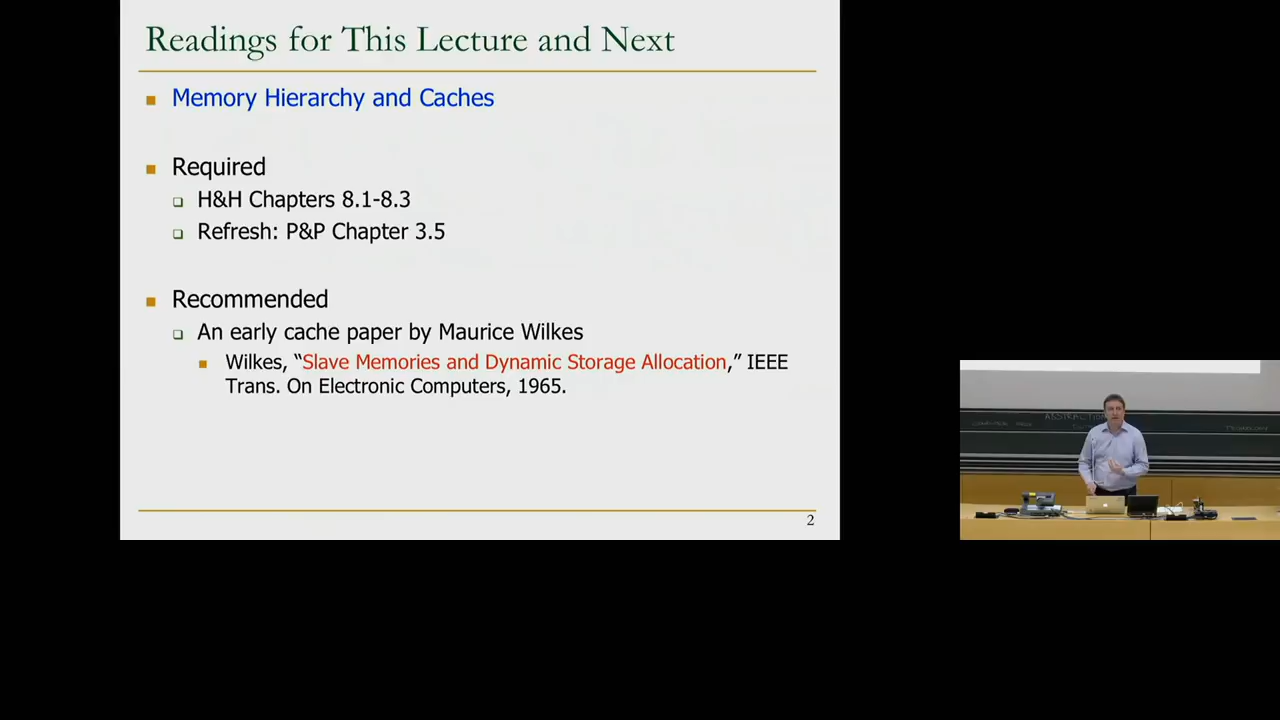 Readings for This Lecture and Next
Memory Hierarchy and Caches
Required
H&H Chapters 8.1-8.3
Refresh: P&P Chapter 3.5
Recommended
An early cache paper by Maurice Wilkes
Wilkes, “Slave Memories and Dynamic Storage Allocation,” IEEE
Trans. On Electronic Computers, 1965.
2